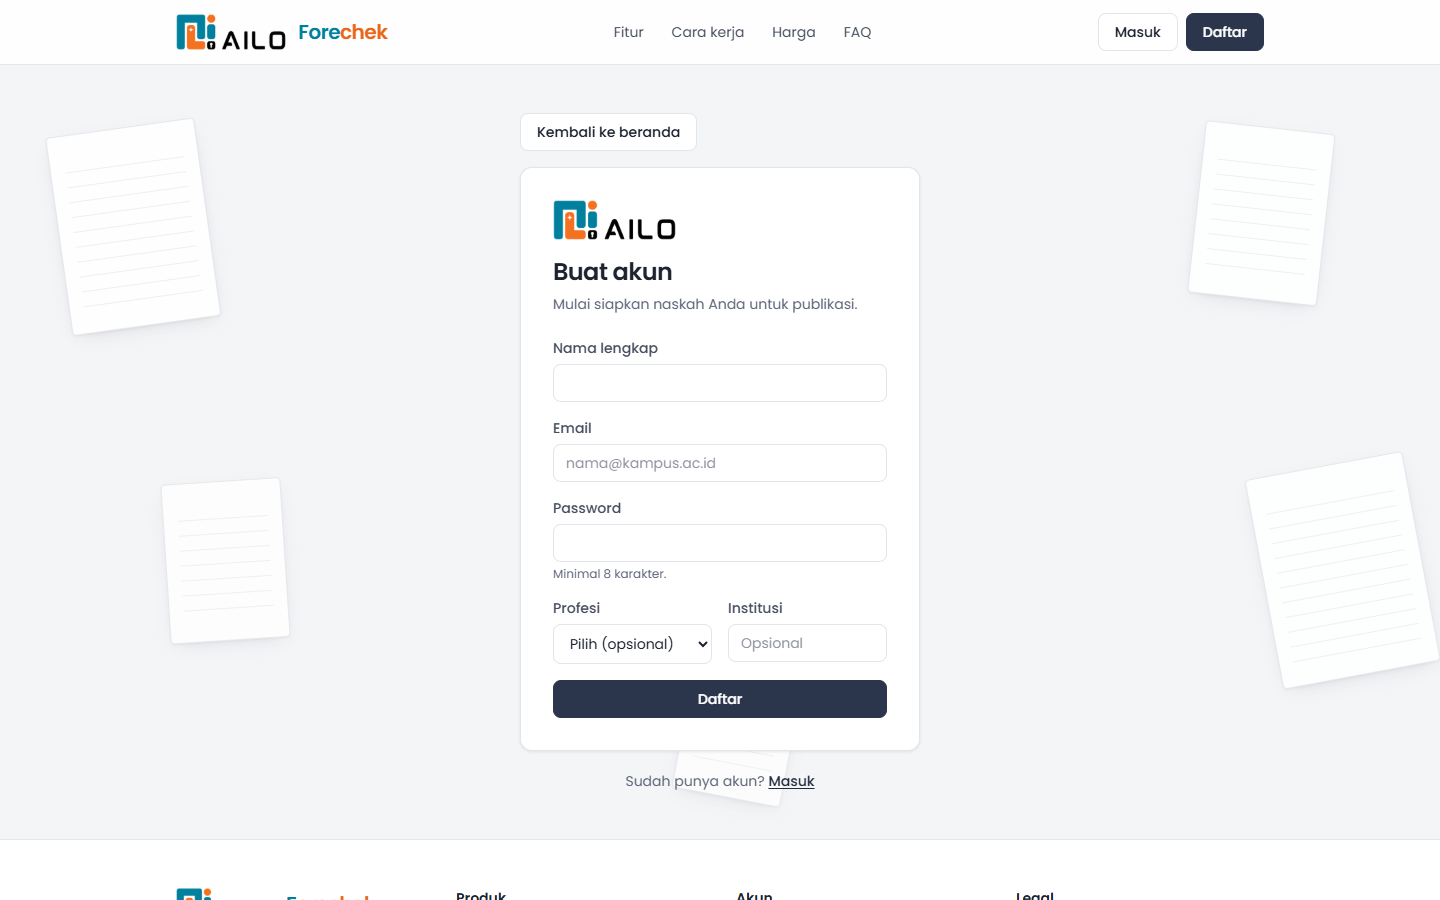 AILO Forechek
Fitur Cara kerja Harga FAQ
Masuk Daftar
Kembali ke beranda
AILO
Buat akun
Mulai siapkan naskah Anda untuk publikasi.
Nama lengkap
Email
nama@kampus.ac.id
Password
Minimal 8 karakter.
Profesi Institusi
Pilih (opsional) Opsional
Daftar
Sudah punya akun? Masuk
Forechek Produk Akun Legal